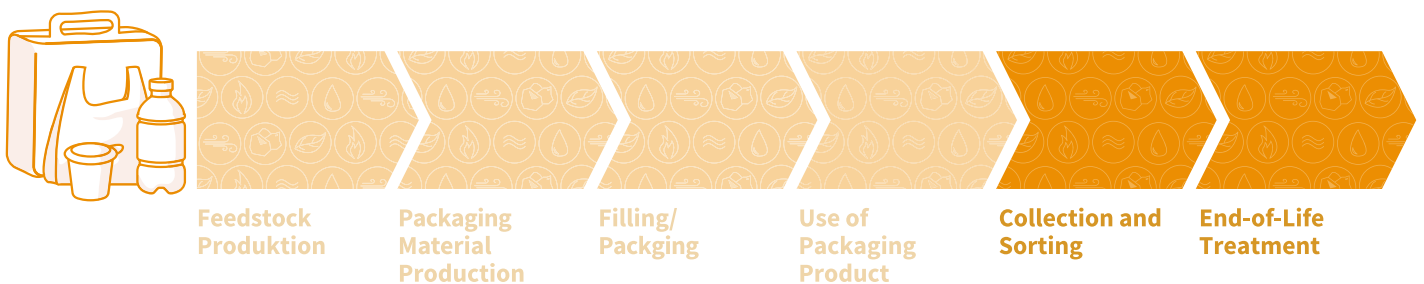 Feedstock
Produktion
Packaging
Material
Production
Filling/
Packging
Use of
Packaging
Product
Collection and
Sorting
End-of-Life
Treatment